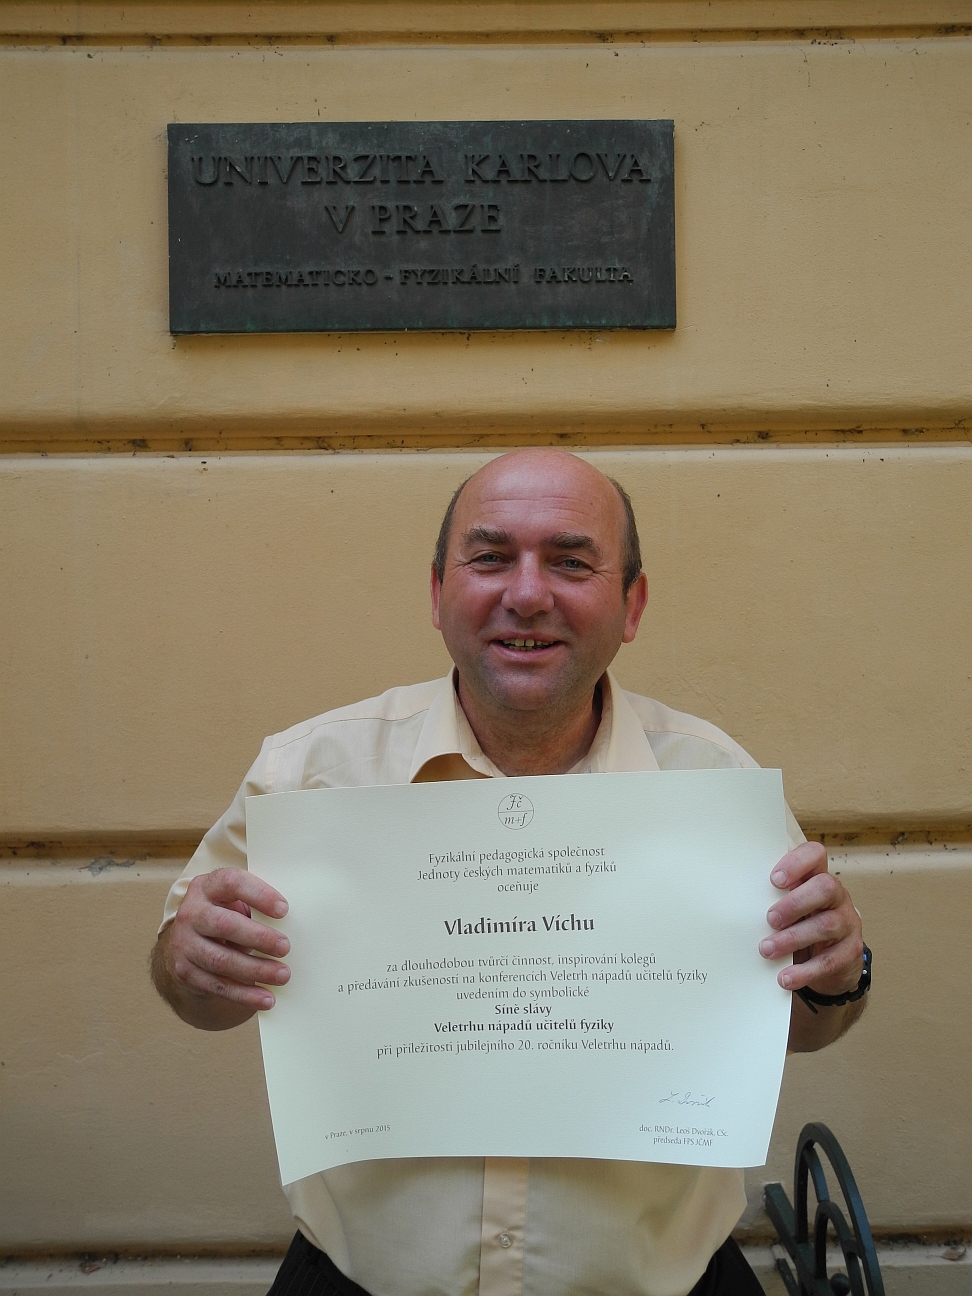 UNIVERZITA KARLOVA
V PRAZE
MATEMATICKO - FYZIKÁLNÍ FAKULTA
Jč
m+f
Fyzikální pedagogická společnost
Jednoty českých matematiků a fyziků
oceňuje
Vladimíra Víchu
za dlouhodobou tvůrčí činnost, inspirování kolegů
a předávání zkušeností na konferencích Veletrh nápadů učitelů fyziky
uvedením do symbolické
Síně slávy
Veletrhu nápadů učitelů fyziky
při příležitosti jubilejního 20. ročníku Veletrhu nápadů.
v Praze, v srpnu 2015
doc. RNDr. Leoš Dvořák, CSc.
předseda FPS JČMF